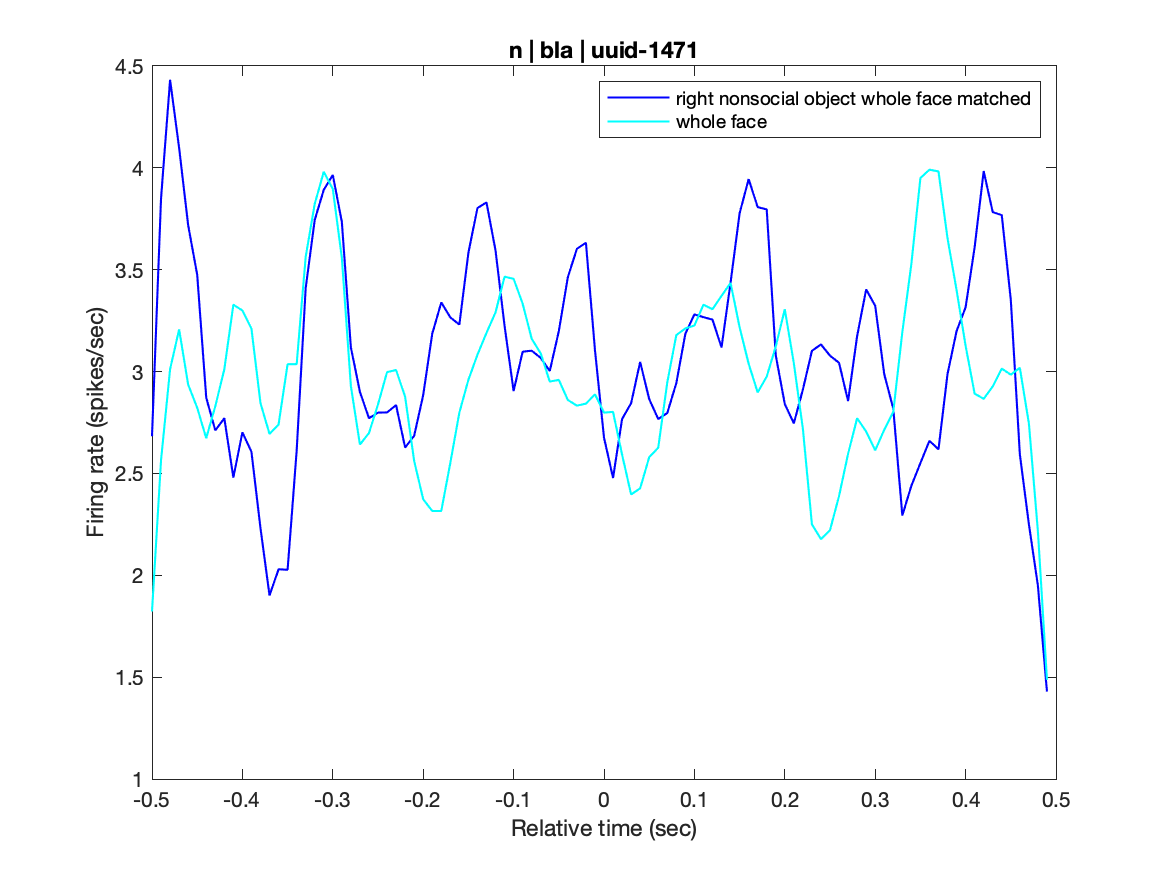 n | bla | uuid-1471
right nonsocial object whole face matched
whole face
4.5
4
3.5
3
2.5
2
1.5
1
Firing rate (spikes/sec)
-0.5 -0.4 -0.3 -0.2 -0.1 0 0.1 0.2 0.3 0.4 0.5
Relative time (sec)